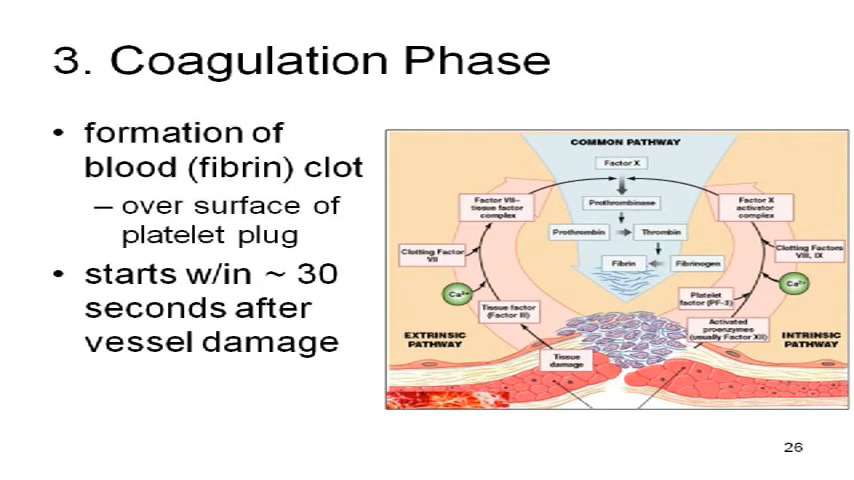 3. Coagulation Phase
• formation of
blood (fibrin) clot
– over surface of
platelet plug
• starts w/in ~ 30
seconds after
vessel damage
COMMON PATHWAY
Factor X
Factor VII–
tissue factor
complex
Factor X
activator
complex
Prothrombinase
Prothrombin
Thrombin
Clotting Factor
VII
Clotting Factors
VIII, IX
Fibrin
Fibrinogen
Ca2+
Ca2+
Platelet
factor (PF-3)
Tissue factor
(Factor III)
Activated
proenzymes
(usually Factor XII)
EXTRINSIC
PATHWAY
INTRINSIC
PATHWAY
Tissue
damage
26